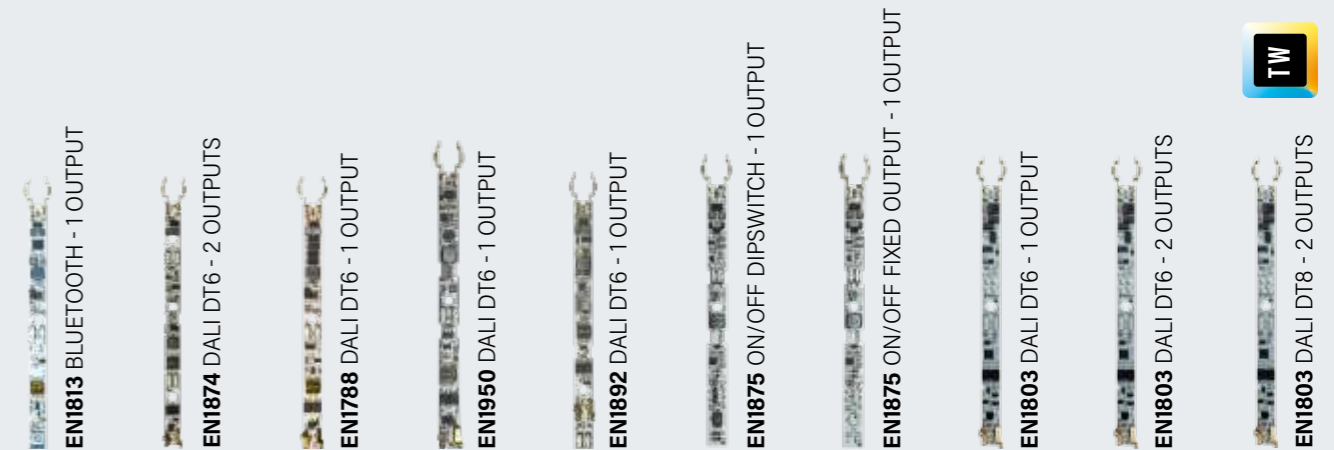 EN1813 BLUETOOTH - 1 OUTPUT
EN1874 DALI DT6 - 2 OUTPUTS
EN1788 DALI DT6 - 1 OUTPUT
EN1950 DALI DT6 - 1 OUTPUT
EN1892 DALI DT6 - 1 OUTPUT
EN1875 ON/OFF DIPSWITCH - 1 OUTPUT
EN1875 ON/OFF FIXED OUTPUT - 1 OUTPUT
EN1803 DALI DT6 - 1 OUTPUT
EN1803 DALI DT6 - 2 OUTPUTS
EN1803 DALI DT8 - 2 OUTPUTS
TW